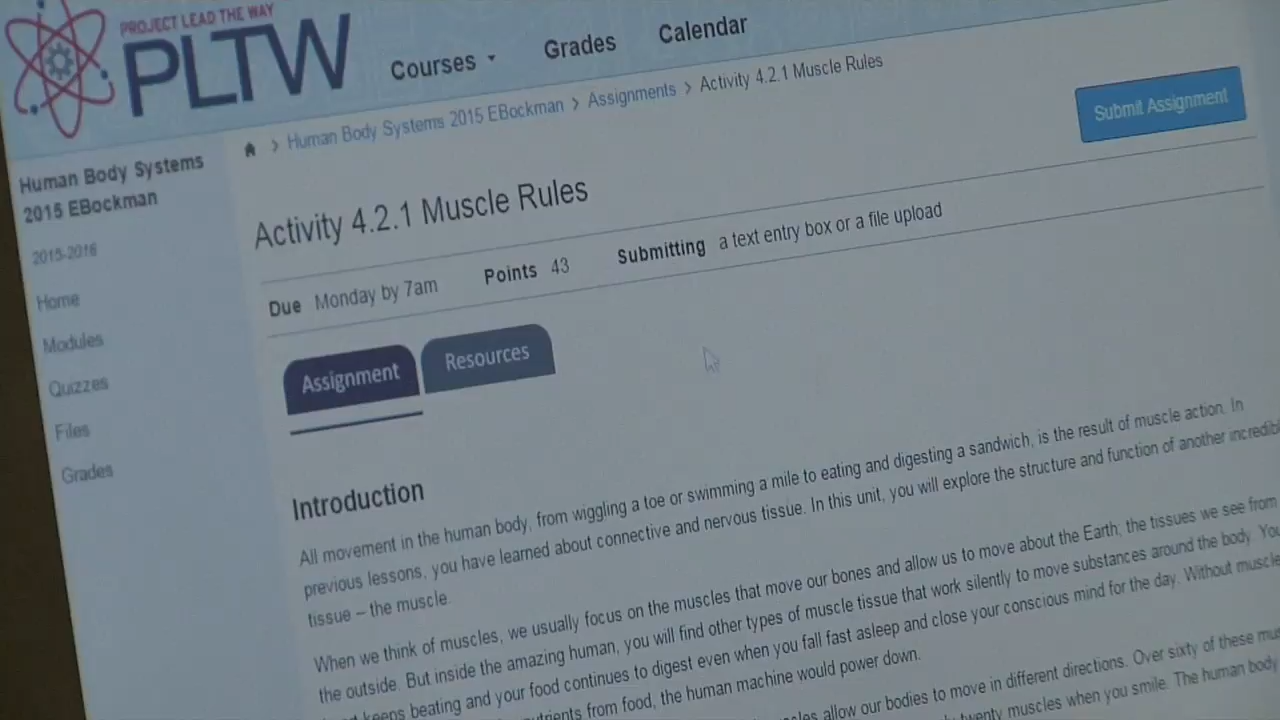 PROJECT LEAD THE WAY
PLTW
Courses
Grades
Calendar
Human Body Systems 2015 EBockman > Assignments > Activity 4.2.1 Muscle Rules
Submit Assignment
Human Body Systems
2015 EBockman
2015-2016
Home
Modules
Quizzes
Files
Grades
Activity 4.2.1 Muscle Rules
Due Monday by 7am
Points 43
Submitting a text entry box or a file upload
Assignment
Resources
Introduction
All movement in the human body, from wiggling a toe or swimming a mile to eating and digesting a sandwich, is the result of muscle action. In
previous lessons, you have learned about connective and nervous tissue. In this unit, you will explore the structure and function of another
tissue – the muscle.
When we think of muscles, we usually focus on the muscles that move our bones and allow us to move about the Earth, the tissues we see from
the outside. But inside the amazing human, you will find other types of muscle tissue that work silently to move substances around the body.
keeps beating and your food continues to digest even when you fall fast asleep and close your conscious mind for the day. Without muscle
from food, the human machine would power down.
allow our bodies to move in different directions. Over sixty of these
twenty muscles when you smile. The human body